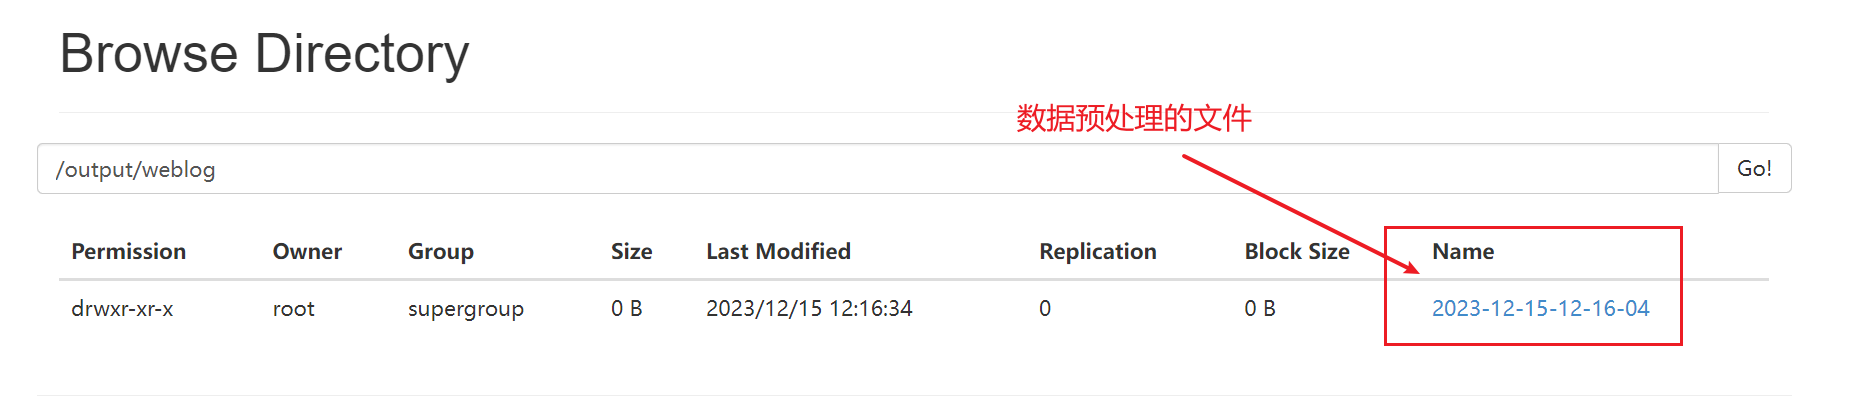 Browse Directory
数据预处理的文件
/output/weblog Go!
Permission Owner Group Size Last Modified Replication Block Size Name
drwxr-xr-x root supergroup 0 B 2023/12/15 12:16:34 0 0 B 2023-12-15-12-16-04